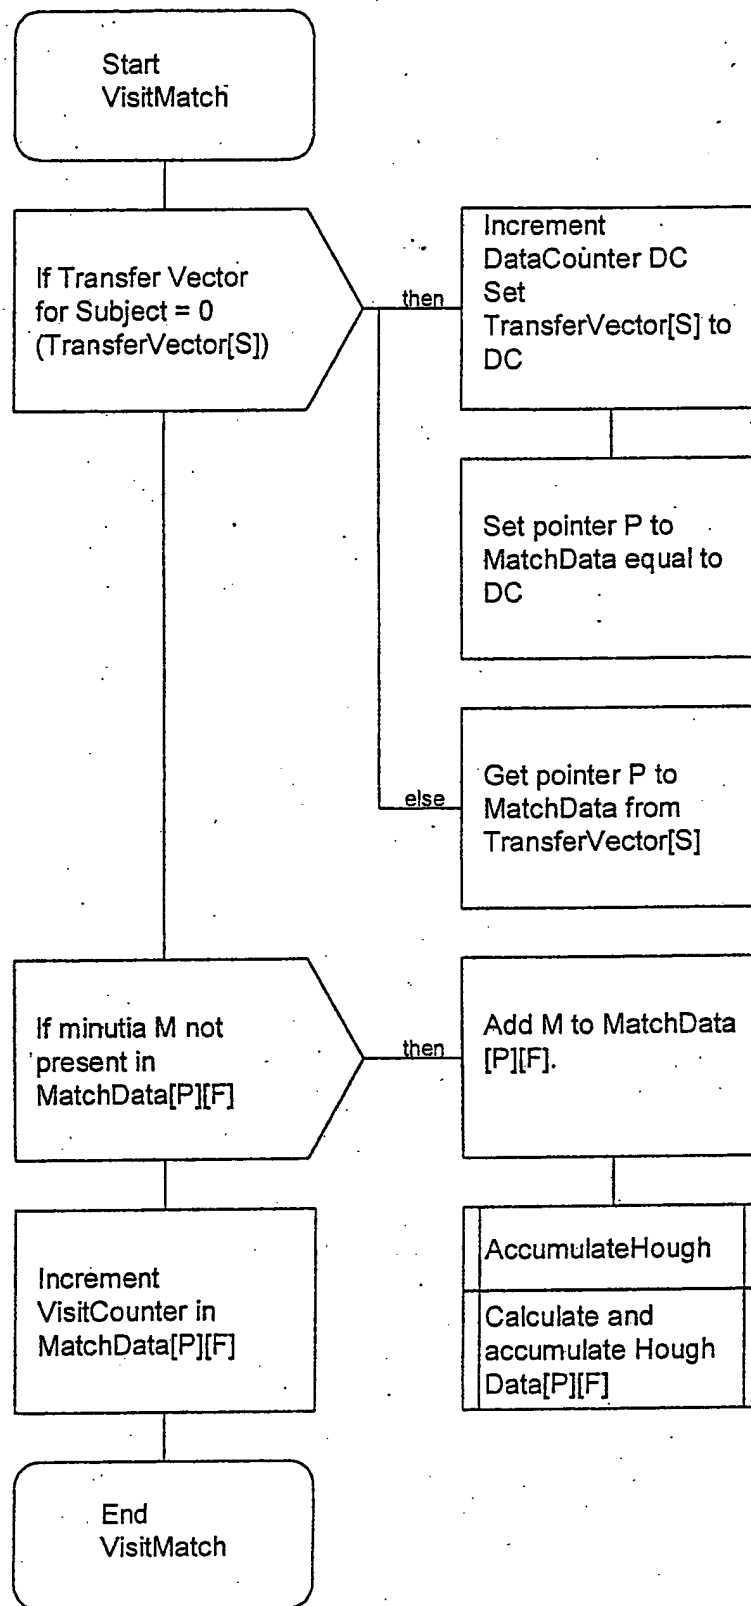 Start
VisitMatch
If Transfer Vector
for Subject = 0
(TransferVector[S])
then
Increment
DataCounter DC
Set
TransferVector[S] to
DC
Set pointer P to
MatchData equal to
DC
else
Get pointer P to
MatchData from
TransferVector[S]
If minutia M not
present in
MatchData[P][F]
then
Add M to MatchData
[P][F].
AccumulateHough
Calculate and
accumulate Hough
Data[P][F]
Increment
VisitCounter in
MatchData[P][F]
End
VisitMatch